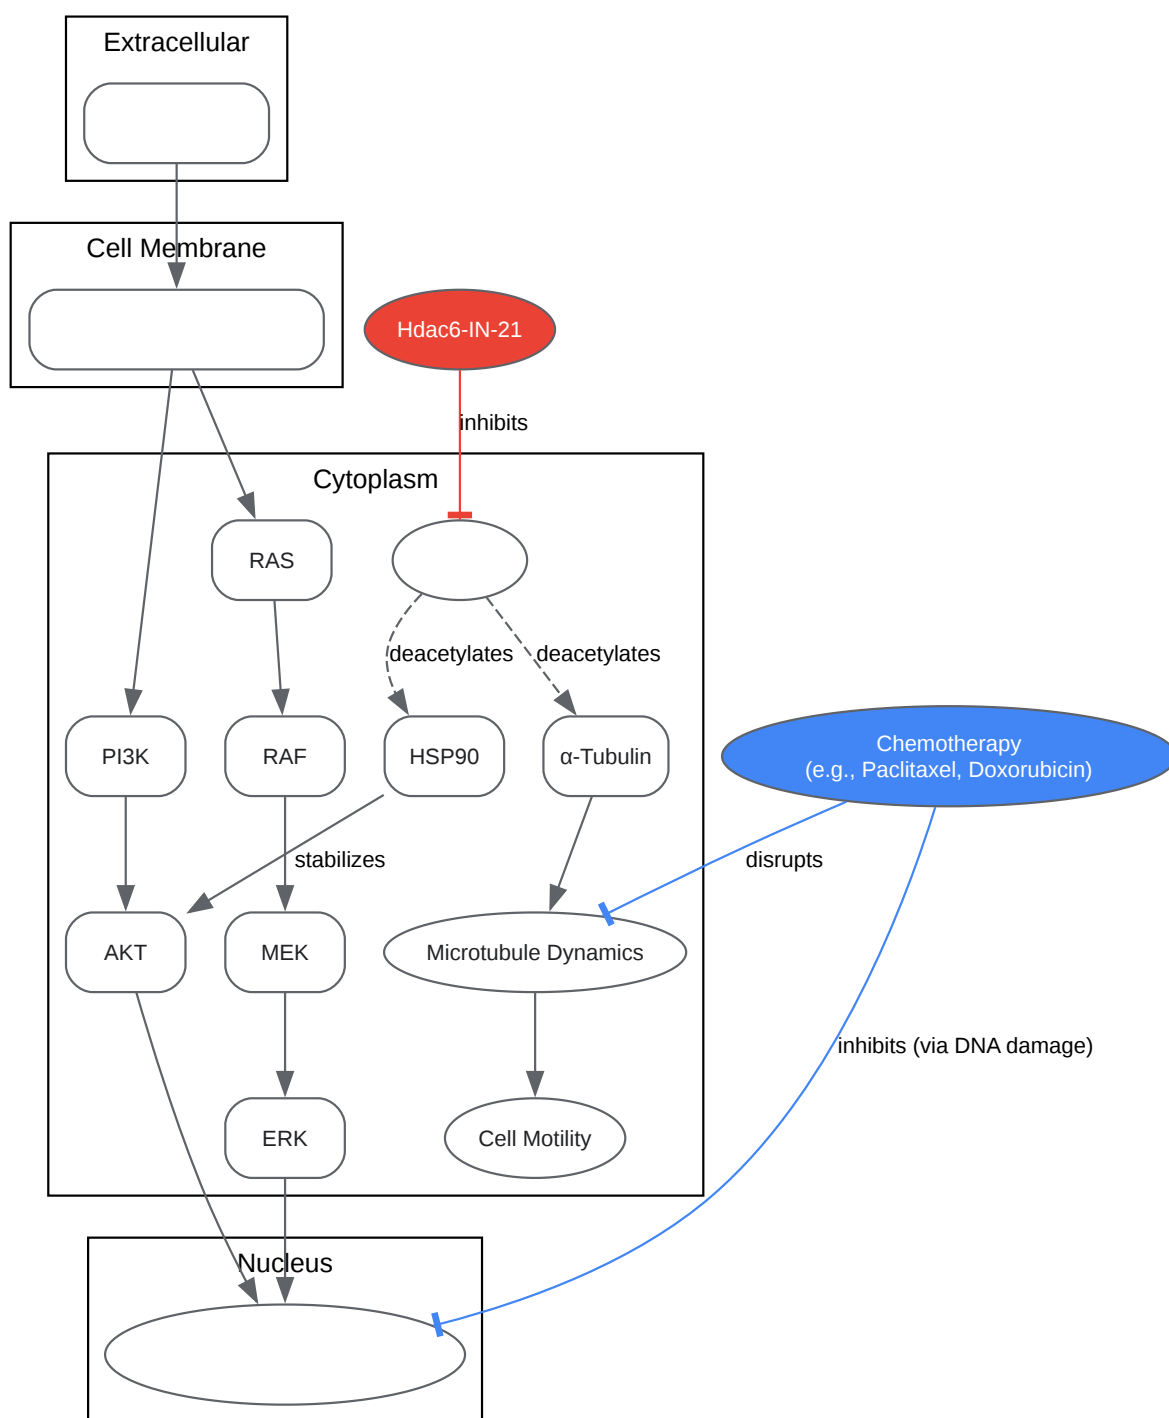 Extracellular
Cell Membrane
Hdac6-IN-21
inhibits
Cytoplasm
RAS
deacetylates
deacetylates
PI3K
RAF
HSP90
α-Tubulin
Chemotherapy
(e.g., Paclitaxel, Doxorubicin)
stabilizes
disrupts
AKT
MEK
Microtubule Dynamics
inhibits (via DNA damage)
ERK
Cell Motility
Nucleus